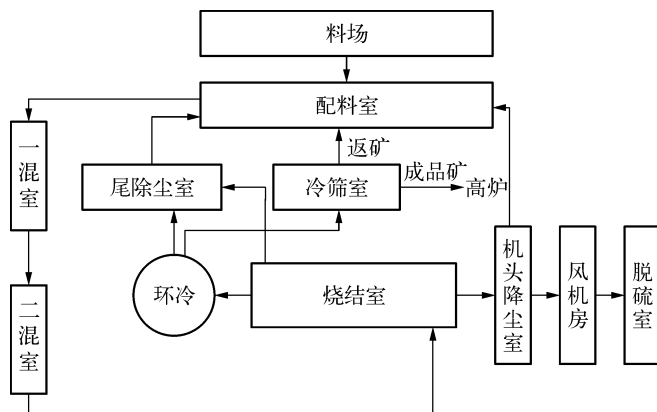 料场
配料室
返矿
成品矿
高炉
一混室
尾除尘室
冷筛室
机头降尘室
风机房
脱硫室
环冷
烧结室
二混室